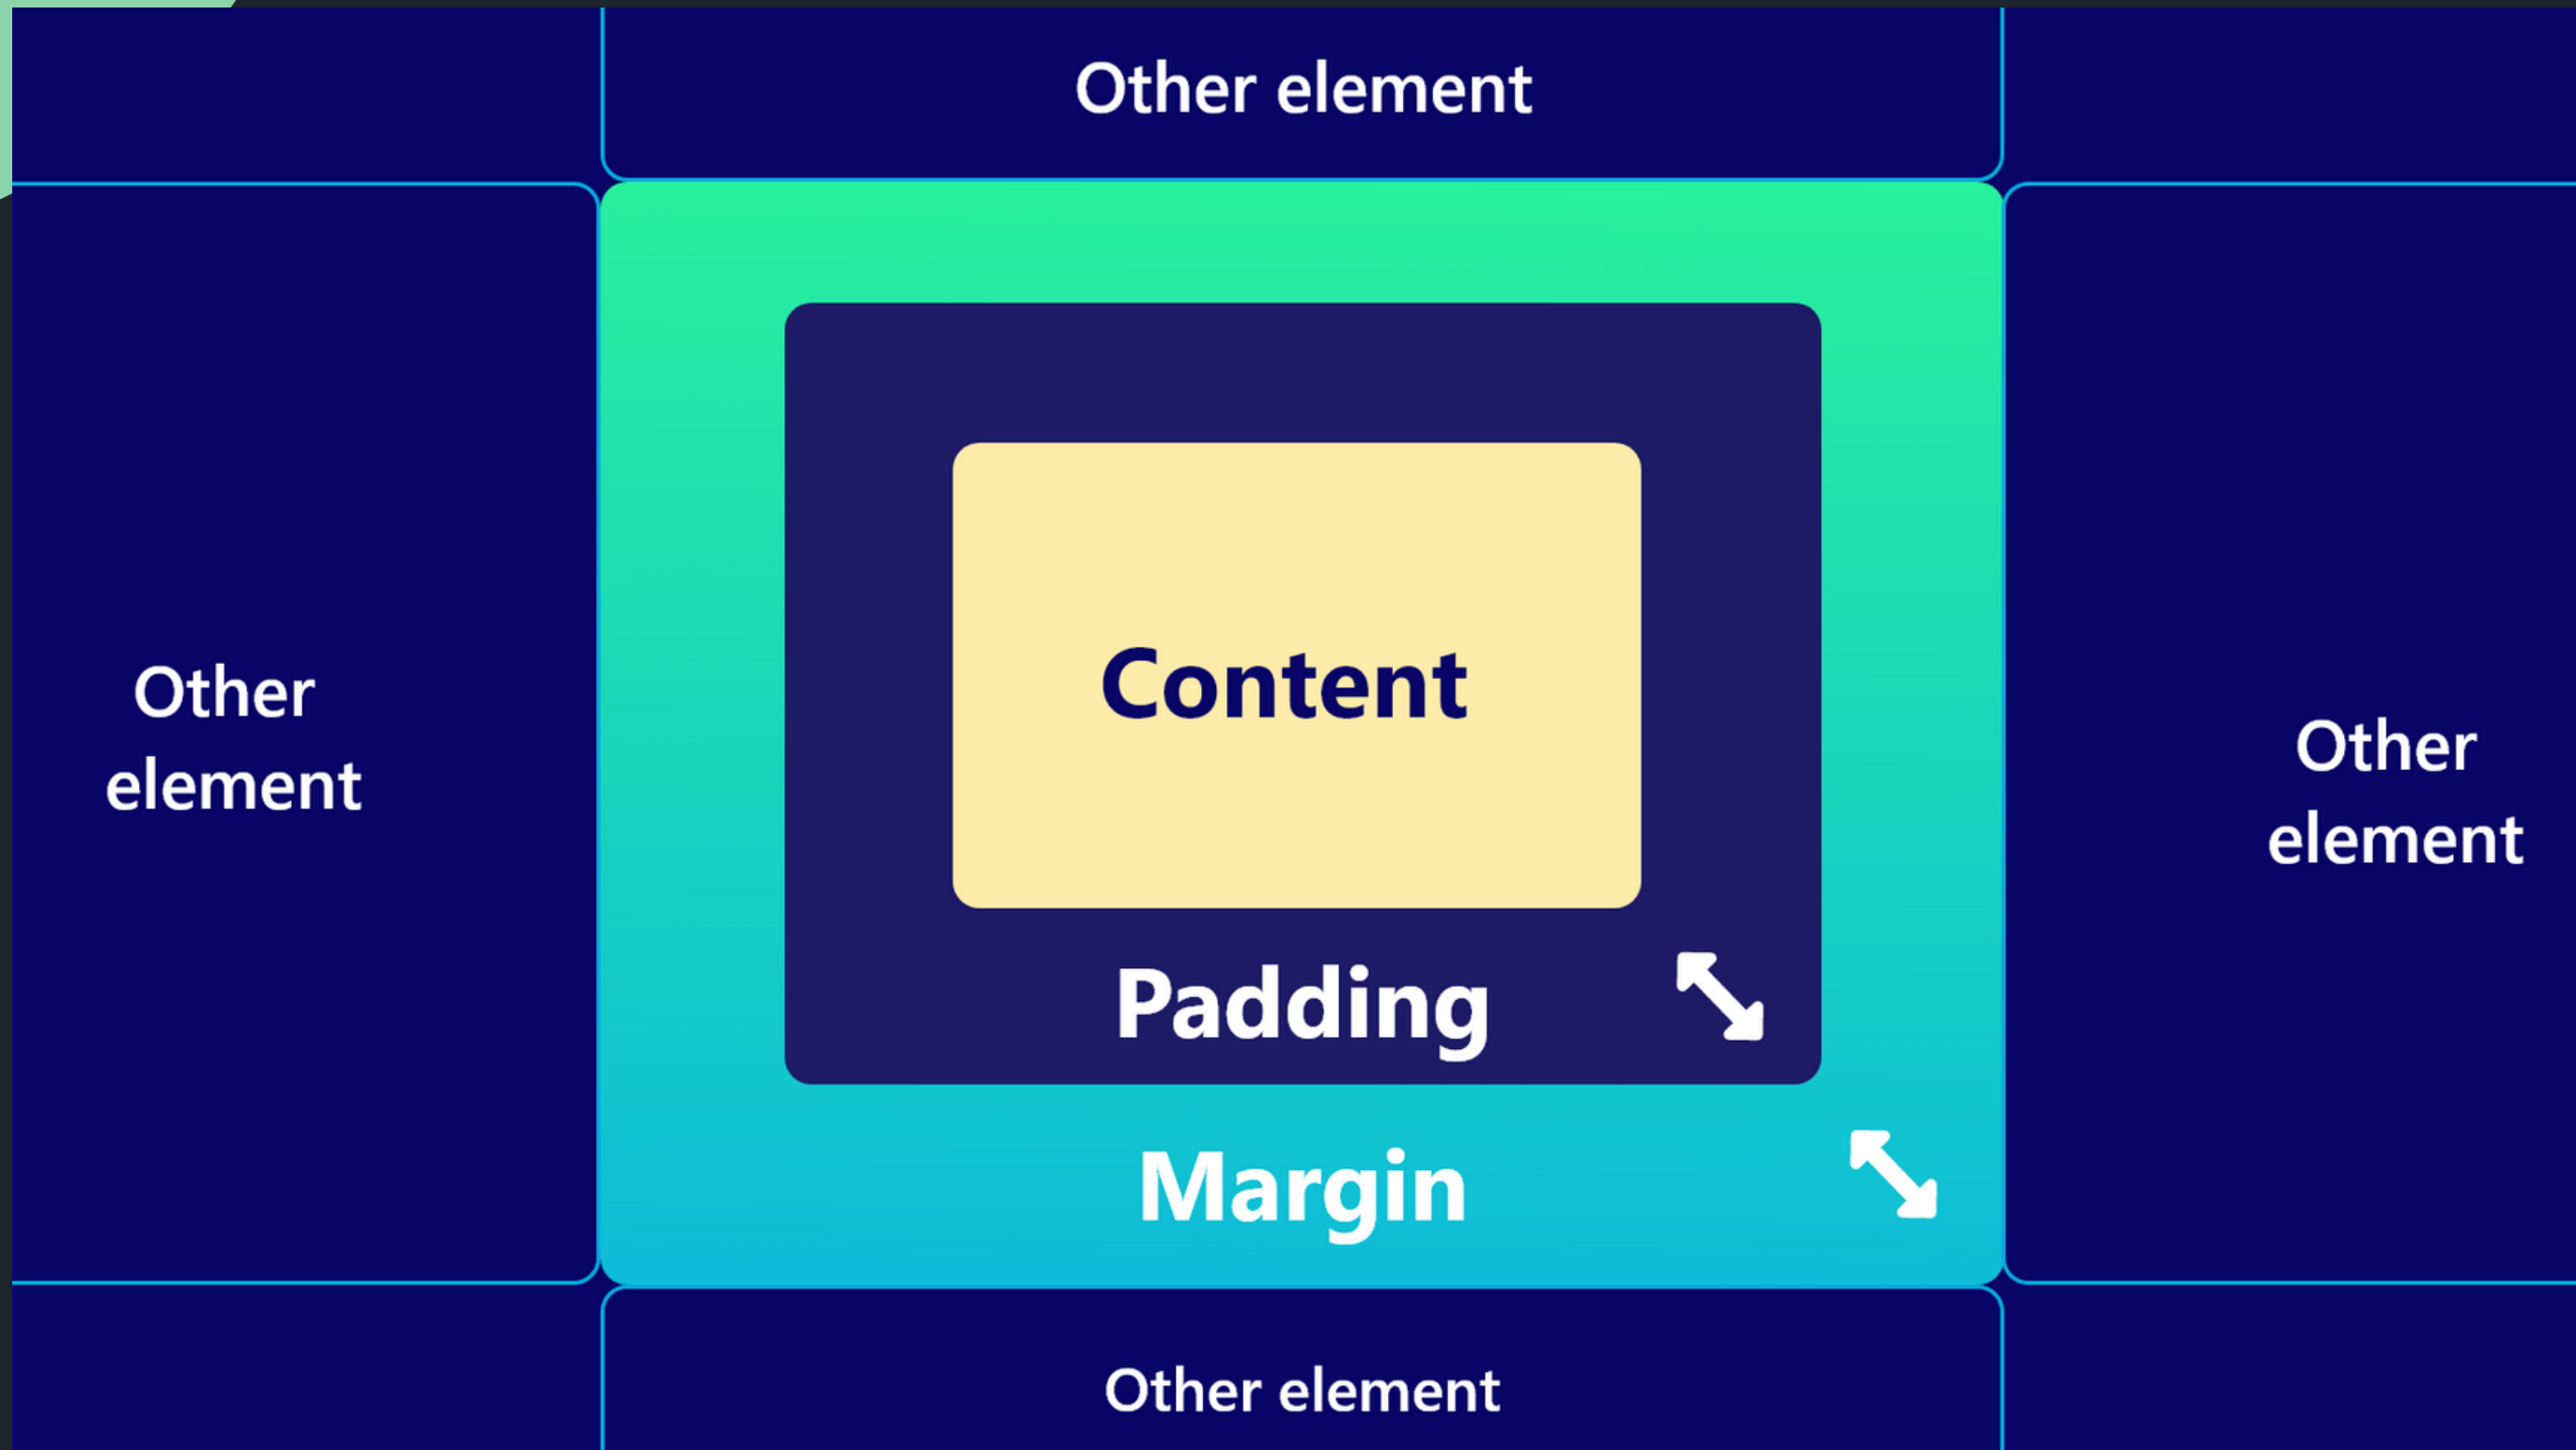 Other element
Other
element
Content
Other
element
Padding
Margin
Other element